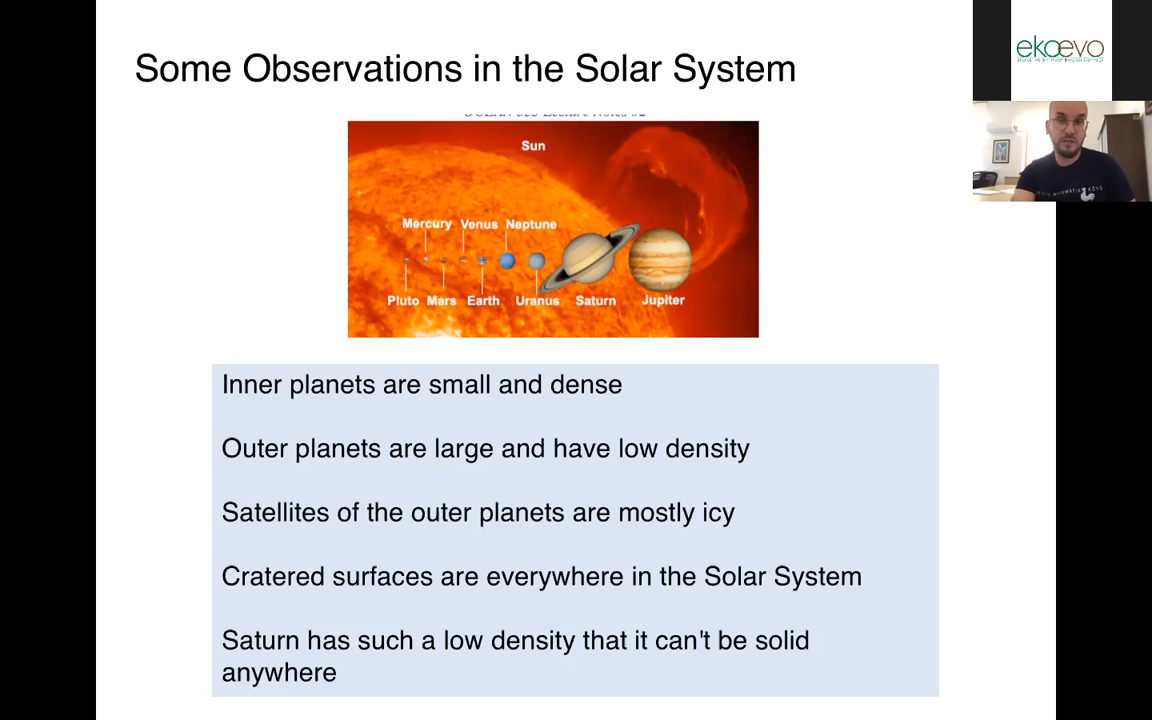 Some Observations in the Solar System
ekoevo
Sun
Mercury Venus Neptune
Pluto Mars Earth Uranus Saturn Jupiter
Inner planets are small and dense
Outer planets are large and have low density
Satellites of the outer planets are mostly icy
Cratered surfaces are everywhere in the Solar System
Saturn has such a low density that it can't be solid
anywhere